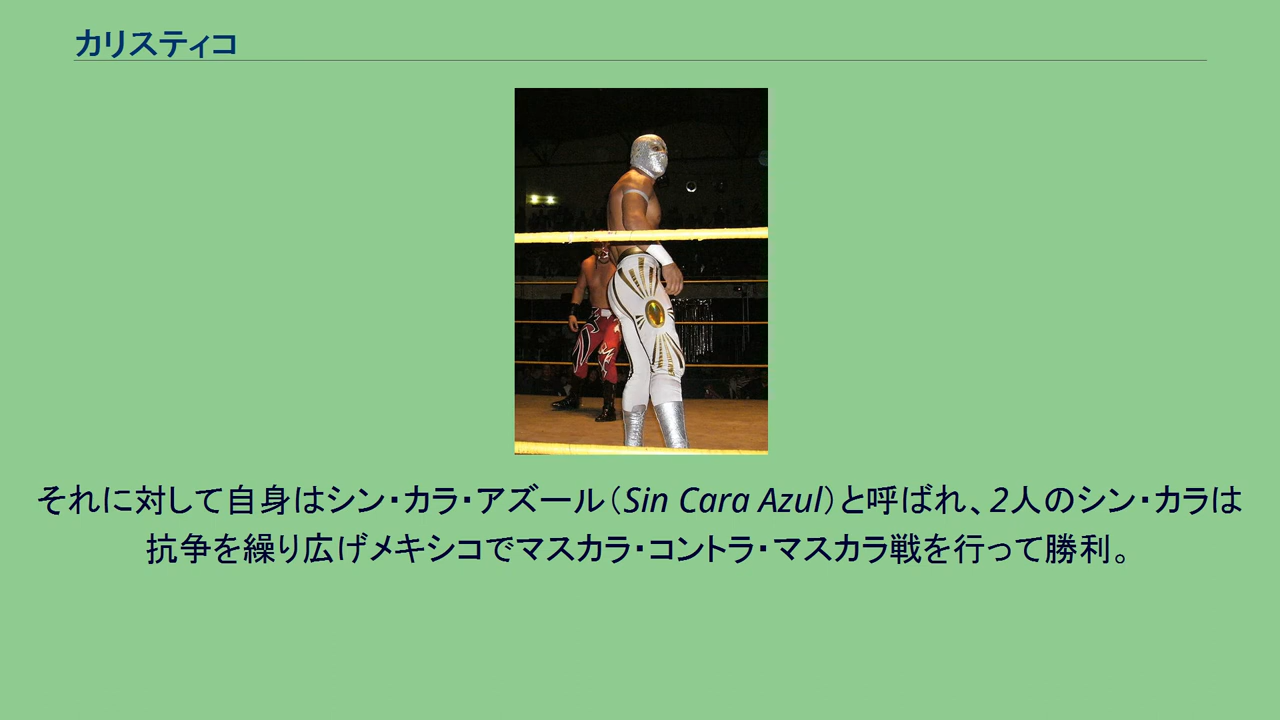 カリスティコ
それに対して自身はシン・カラ・アズール（Sin Cara Azul）と呼ばれ、2人のシン・カラは
抗争を繰り広げメキシコでマスカラ・コントラ・マスカラ戦を行って勝利。